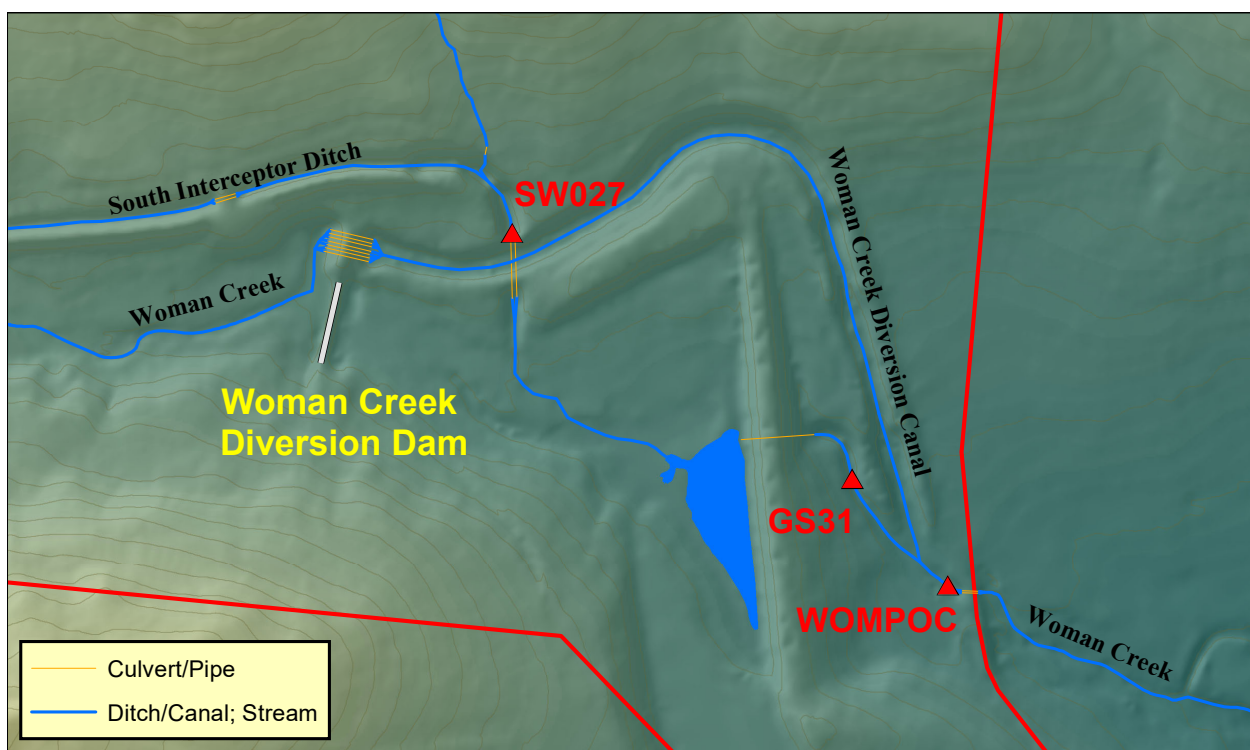 South Interceptor Ditch
SW027
Woman Creek
Woman Creek Diversion Canal
Woman Creek
Diversion Dam
GS31
WOMPOC
Woman Creek
Culvert/Pipe
Ditch/Canal; Stream